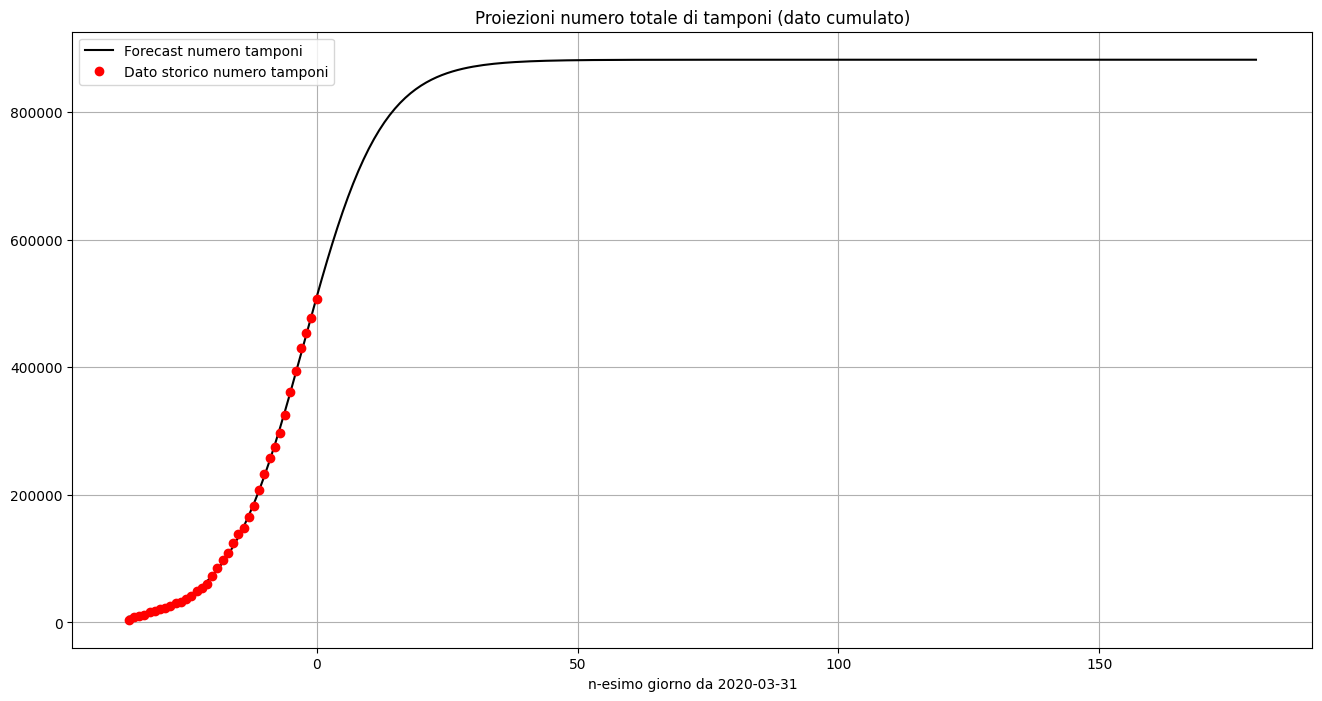 Proiezioni numero totale di tamponi (dato cumulato)
Forecast numero tamponi
Dato storico numero tamponi
800000
600000
400000
200000
0
0
50
100
150
n-esimo giorno da 2020-03-31